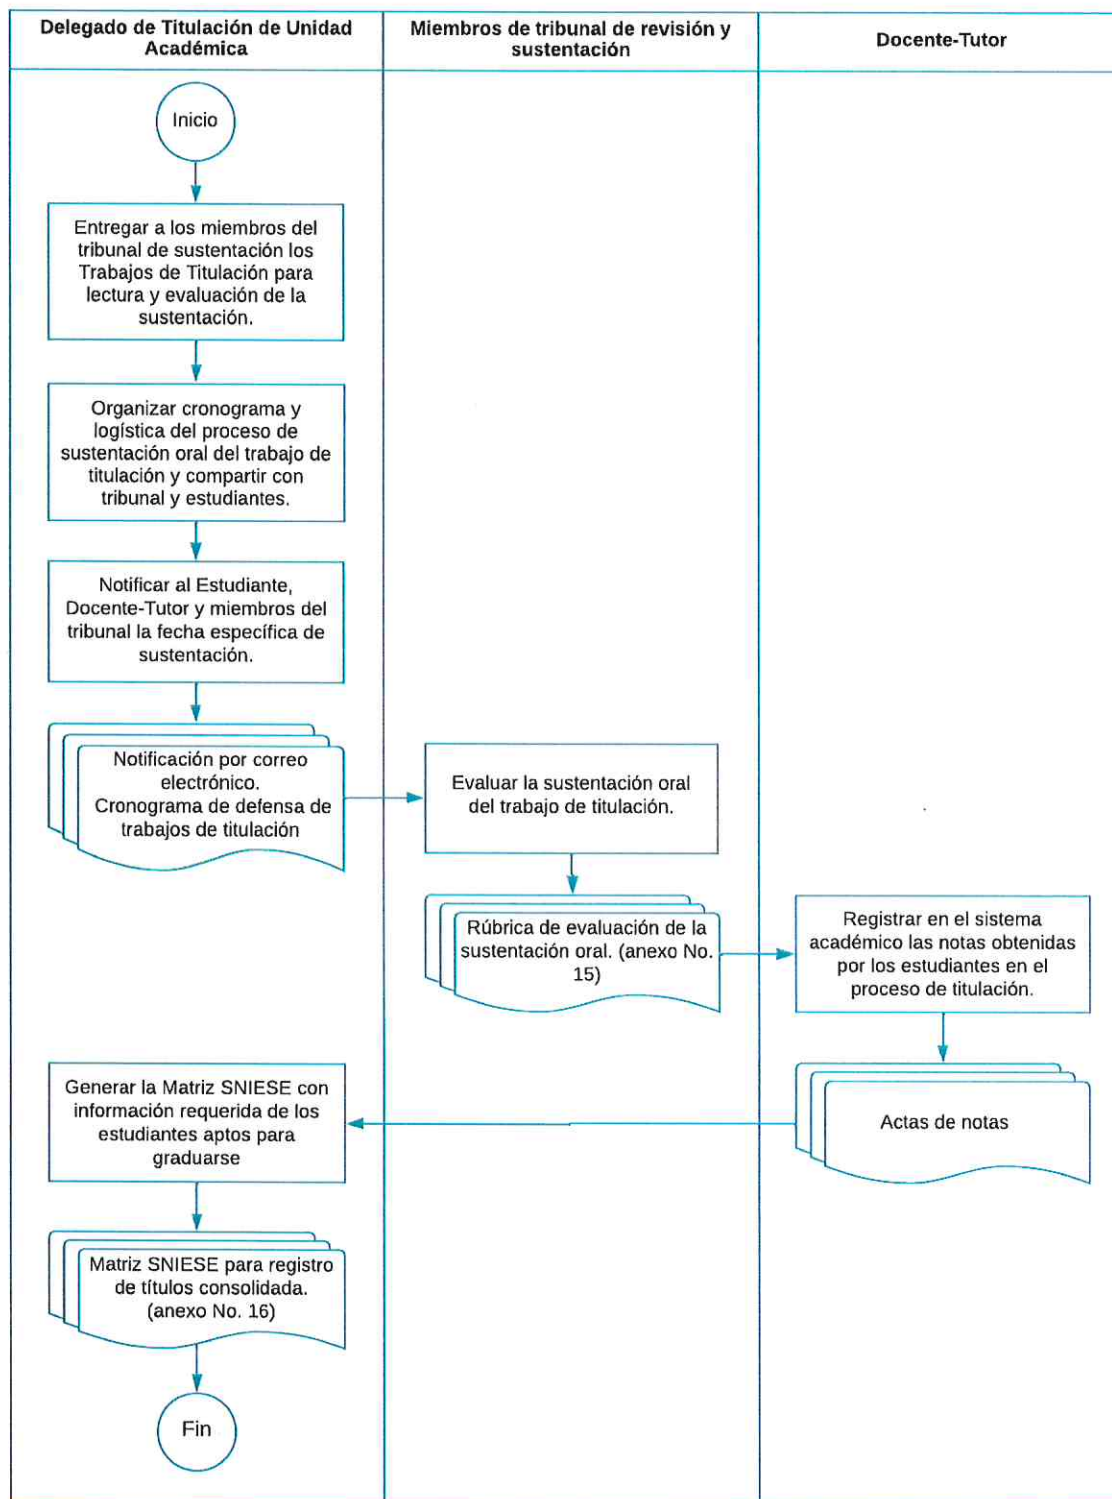 Delegado de Titulación de Unidad
Académica
Miembros de tribunal de revisión y
sustentación
Docente-Tutor
Inicio
Entregar a los miembros del
tribunal de sustentación los
Trabajos de Titulación para
lectura y evaluación de la
sustentación.
Organizar cronograma y
logística del proceso de
sustentación oral del trabajo de
titulación y compartir con
tribunal y estudiantes.
Notificar al Estudiante,
Docente-Tutor y miembros del
tribunal la fecha específica de
sustentación.
Notificación por correo
electrónico.
Cronograma de defensa de
trabajos de titulación
Evaluar la sustentación oral
del trabajo de titulación.
Rúbrica de evaluación de la
sustentación oral. (anexo No.
15)
Registrar en el sistema
académico las notas obtenidas
por los estudiantes en el
proceso de titulación.
Actas de notas
Generar la Matriz SNIESE con
información requerida de los
estudiantes aptos para
graduarse
Matriz SNIESE para registro
de títulos consolidada.
(anexo No. 16)
Fin